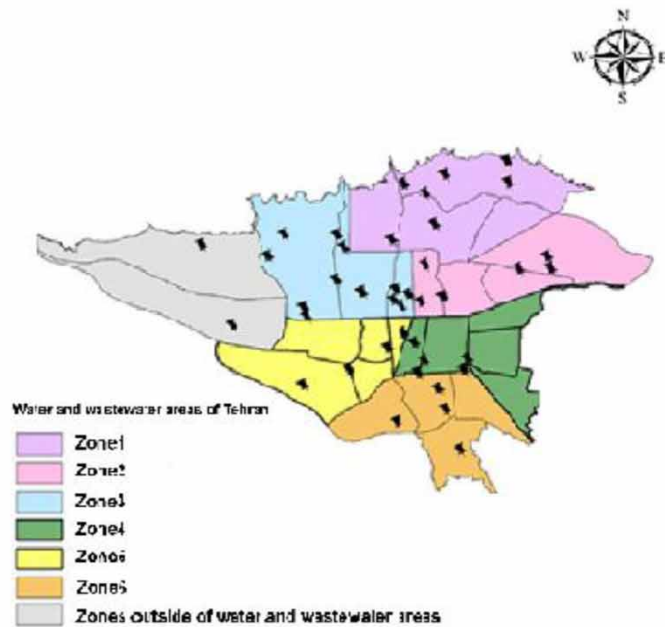 N
W E
S
Water and wastewater areas of Tehran
Zone1
Zone2
Zone3
Zone4
Zone5
Zone6
Zones outside of water and wastewater areas